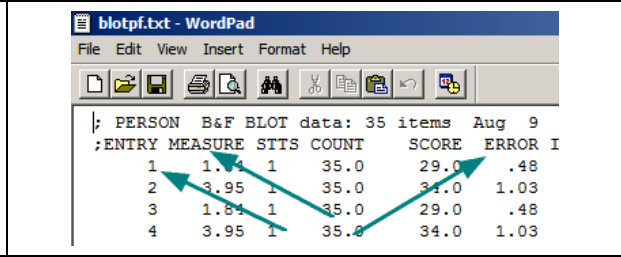 blotpf.txt - WordPad
File Edit View Insert Format Help
; PERSON B&F BLOT data: 35 items Aug 9
;ENTRY MEASURE STTS COUNT SCORE ERROR I
1 1.84 1 35.0 29.0 .48
2 3.95 1 35.0 34.0 1.03
3 1.84 1 35.0 29.0 .48
4 3.95 1 35.0 34.0 1.03